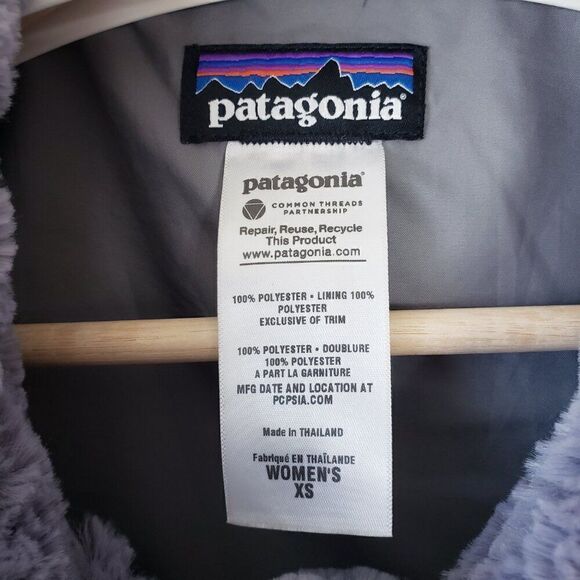 patagonia®
patagonia®
COMMON THREADS
PARTNERSHIP
Repair, Reuse, Recycle
This Product
www.patagonia.com
100% POLYESTER • LINING 100%
POLYESTER
EXCLUSIVE OF TRIM
100% POLYESTER • DOUBLURE
100% POLYESTER
A PART LA GARNITURE
MFG DATE AND LOCATION AT
PCPSIA.COM
Made in THAILAND
Fabriqué EN THAÏLANDE
WOMEN'S
XS